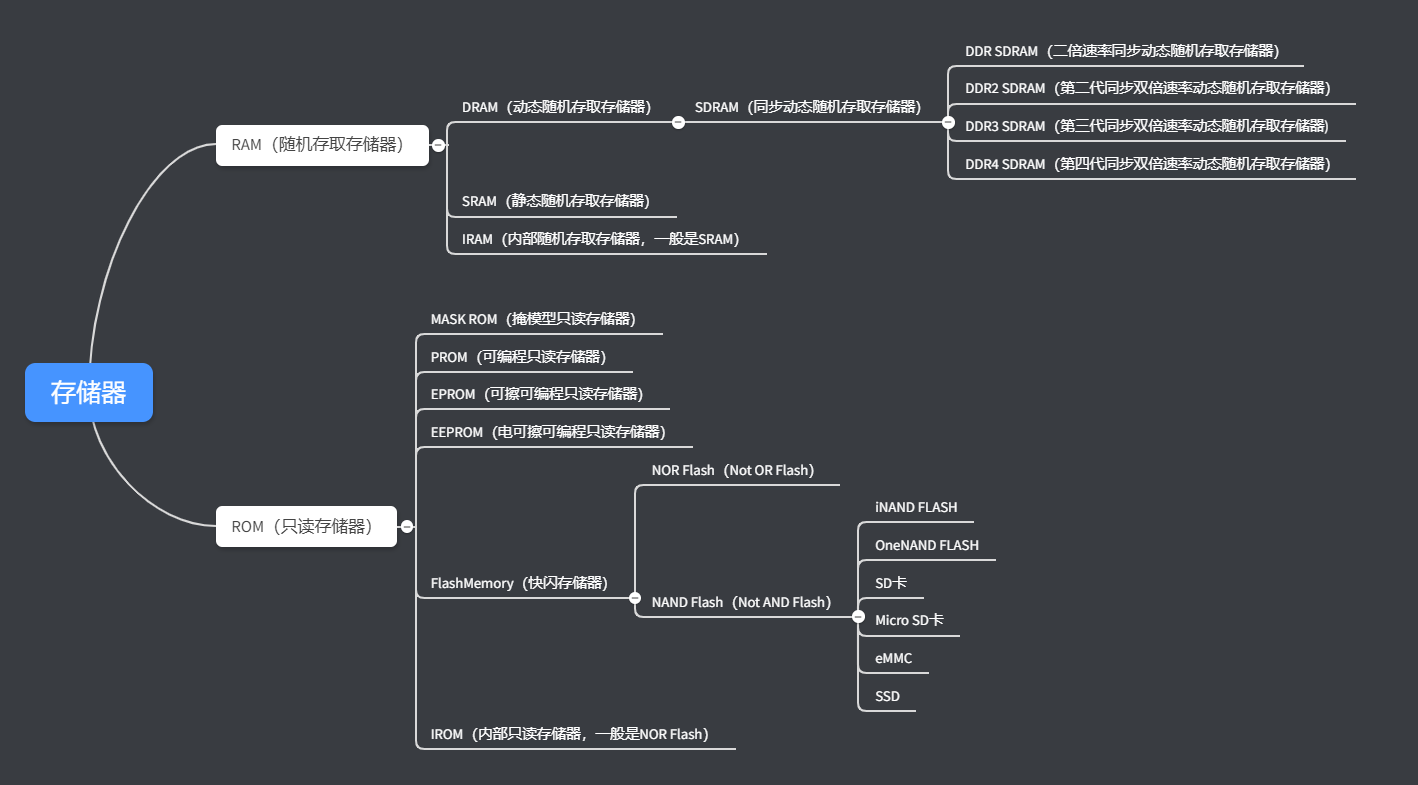 存储器
RAM（随机存取存储器）
DRAM（动态随机存取存储器）
SDRAM（同步动态随机存取存储器）
DDR SDRAM（二倍速率同步动态随机存取存储器）
DDR2 SDRAM（第二代同步双倍速率动态随机存取存储器）
DDR3 SDRAM（第三代同步双倍速率动态随机存取存储器)
DDR4 SDRAM（第四代同步双倍速率动态随机存取存储器）
SRAM（静态随机存取存储器）
IRAM（内部随机存取存储器，一般是SRAM）
ROM（只读存储器）
MASK ROM（掩模型只读存储器）
PROM（可编程只读存储器）
EPROM（可擦可编程只读存储器）
EEPROM（电可擦可编程只读存储器）
FlashMemory（快闪存储器）
NOR Flash（Not OR Flash）
NAND Flash（Not AND Flash）
iNAND FLASH
OneNAND FLASH
SD卡
Micro SD卡
eMMC
SSD
IROM（内部只读存储器，一般是NOR Flash）